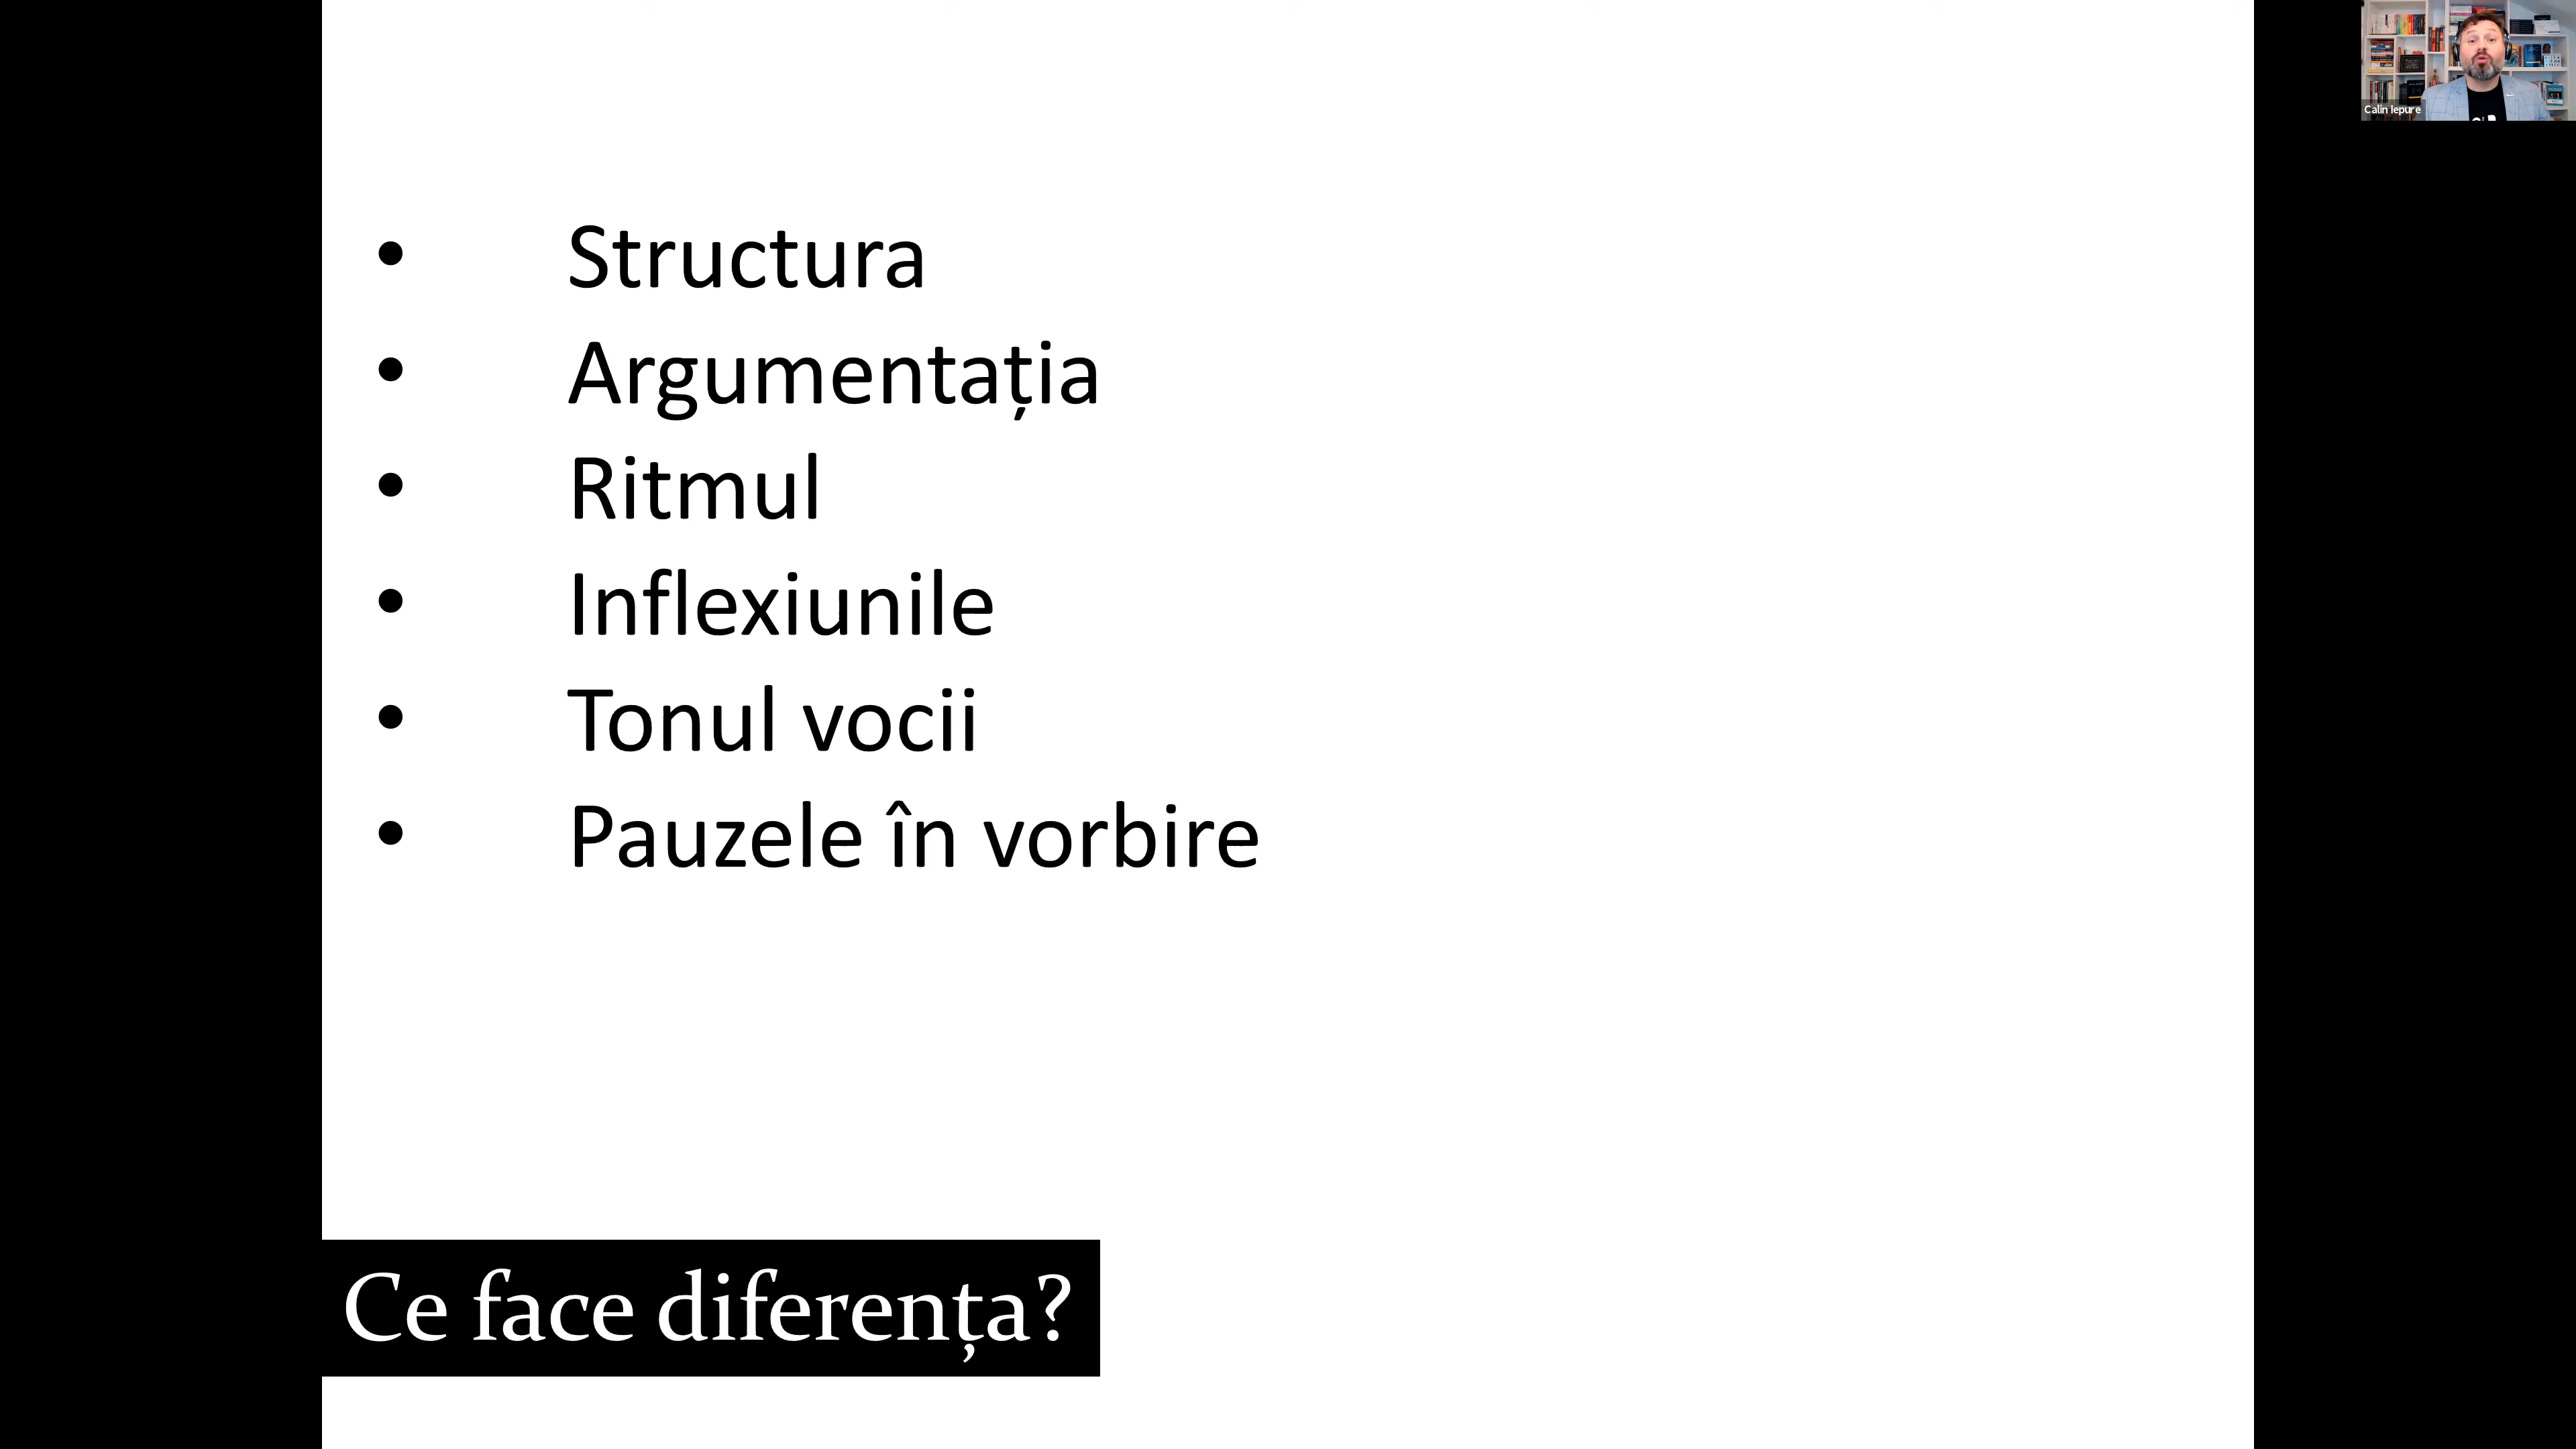 Structura
Argumentația
Ritmul
Inflexiunile
Tonul vocii
Pauzele în vorbire
Ce face diferența?
Calin Iepure